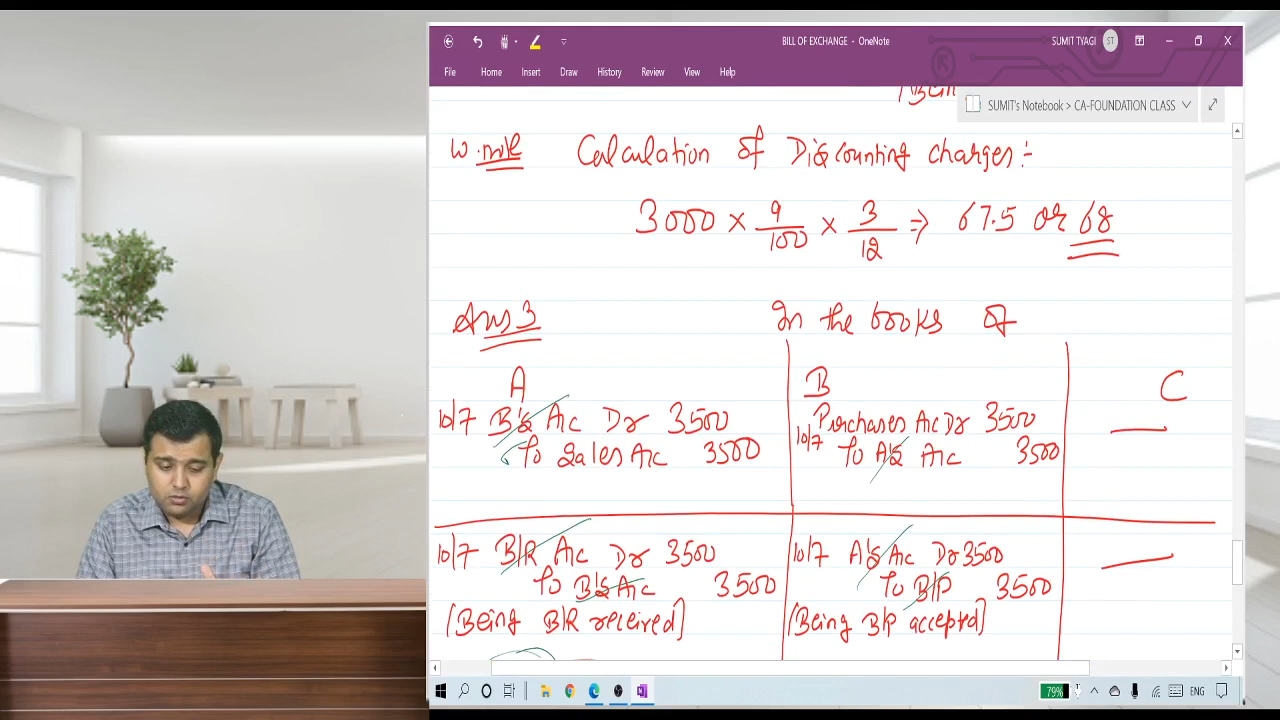 BILL OF EXCHANGE - OneNote
SUMIT TYAGI ST
File Home Insert Draw History Review View Help
(Bein
SUMIT's Notebook > CA-FOUNDATION CLASS
W.note Calculation of Discounting charges:-
3000 × 9/100 × 3/12 ⇒ 67.5 or 68
Ans 3 In the books of
A B C
10/7 B's A/c Dr 3500
To Sales A/c 3500
Purchases A/c Dr 3500
10/7 To A's A/c 3500
10/7 B/R A/c Dr 3500
To B's A/c 3500
(Being B/R received)
10/7 A's A/c Dr 3500
To B/P 3500
(Being B/P accepted)
79% ENG